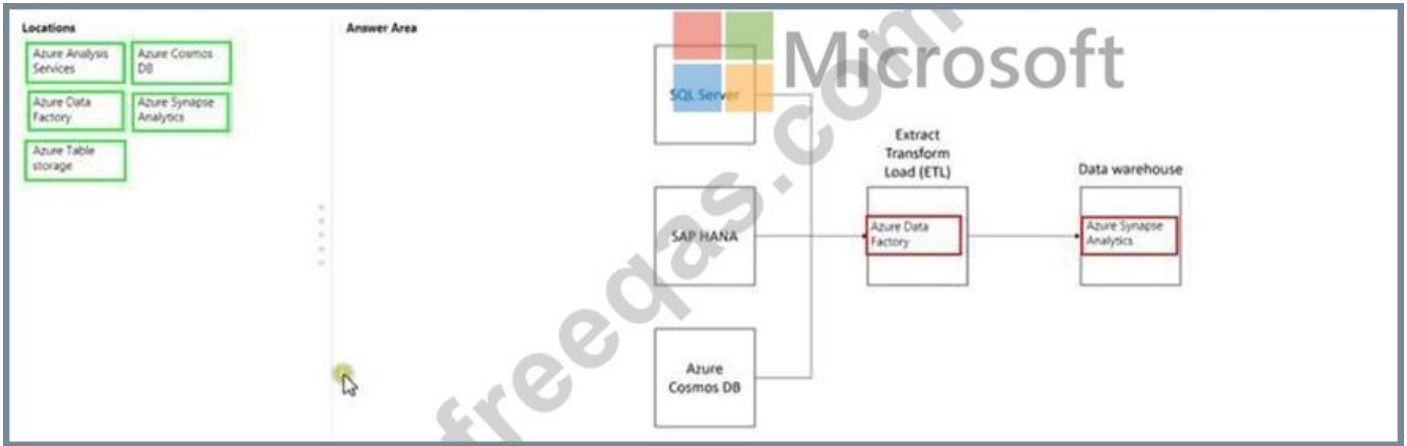 Locations
Azure Analysis
Services
Azure Cosmos
DB
Azure Data
Factory
Azure Synapse
Analytics
Azure Table
storage
Answer Area
Microsoft
SQL Server
SAP HANA
Azure
Cosmos DB
Extract
Transform
Load (ETL)
Azure Data
Factory
Data warehouse
Azure Synapse
Analytics
freeqas.com